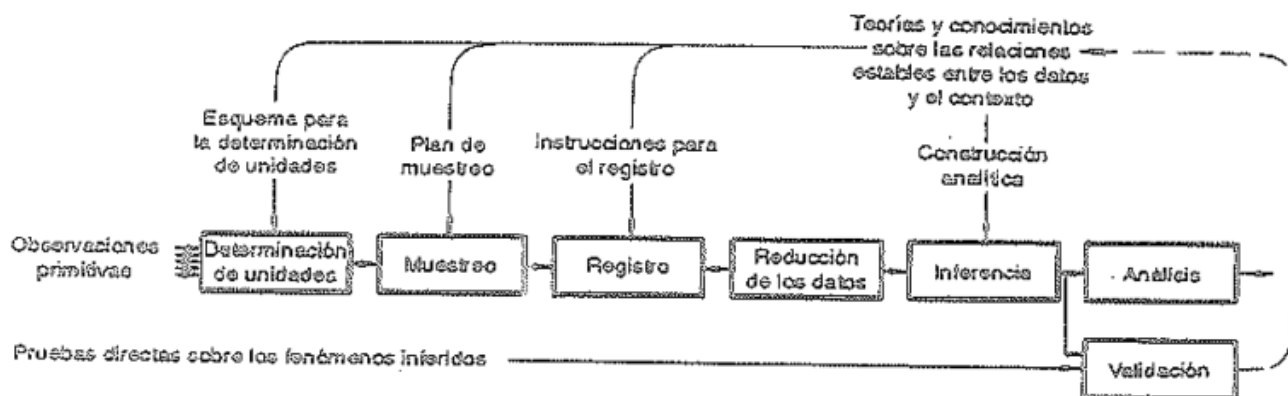 Teorías y conocimientos
sobre las relaciones
estables entre los datos
y el contexto
Esquema para
la determinación
de unidades
Plan de
muestreo
Instrucciones para
el registro
Construcción
analítica
Observaciones
primitivas
Determinación
de unidades
Muestreo
Registro
Reducción
de los datos
Inferencia
Análisis
Pruebas directas sobre los fenómenos inferidos
Validación